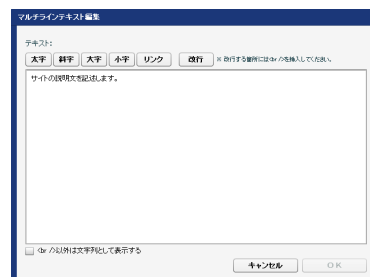 マルチラインテキスト編集
テキスト:
太字 斜字 大字 小字 リンク 改行 ※ 改行する箇所には<br />を挿入してください。
サイトの説明文を記述します。
<br />以外は文字列として表示する
キャンセル OK